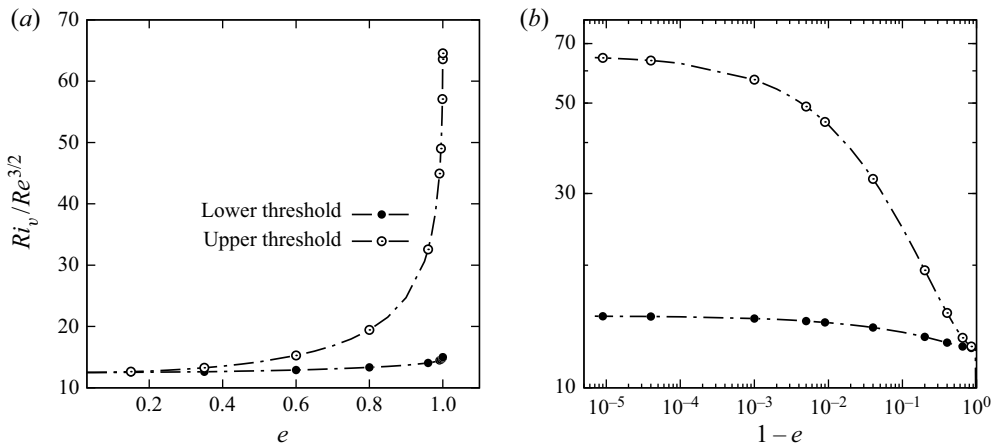 (a)
70
60
50
40
30
20
10
Ri_v/Re^{3/2}
Lower threshold
Upper threshold
0.2 0.4 0.6 0.8 1.0
e
(b)
70
50
30
10
10^{–5} 10^{–4} 10^{–3} 10^{–2} 10^{–1} 10^{0}
1 – e